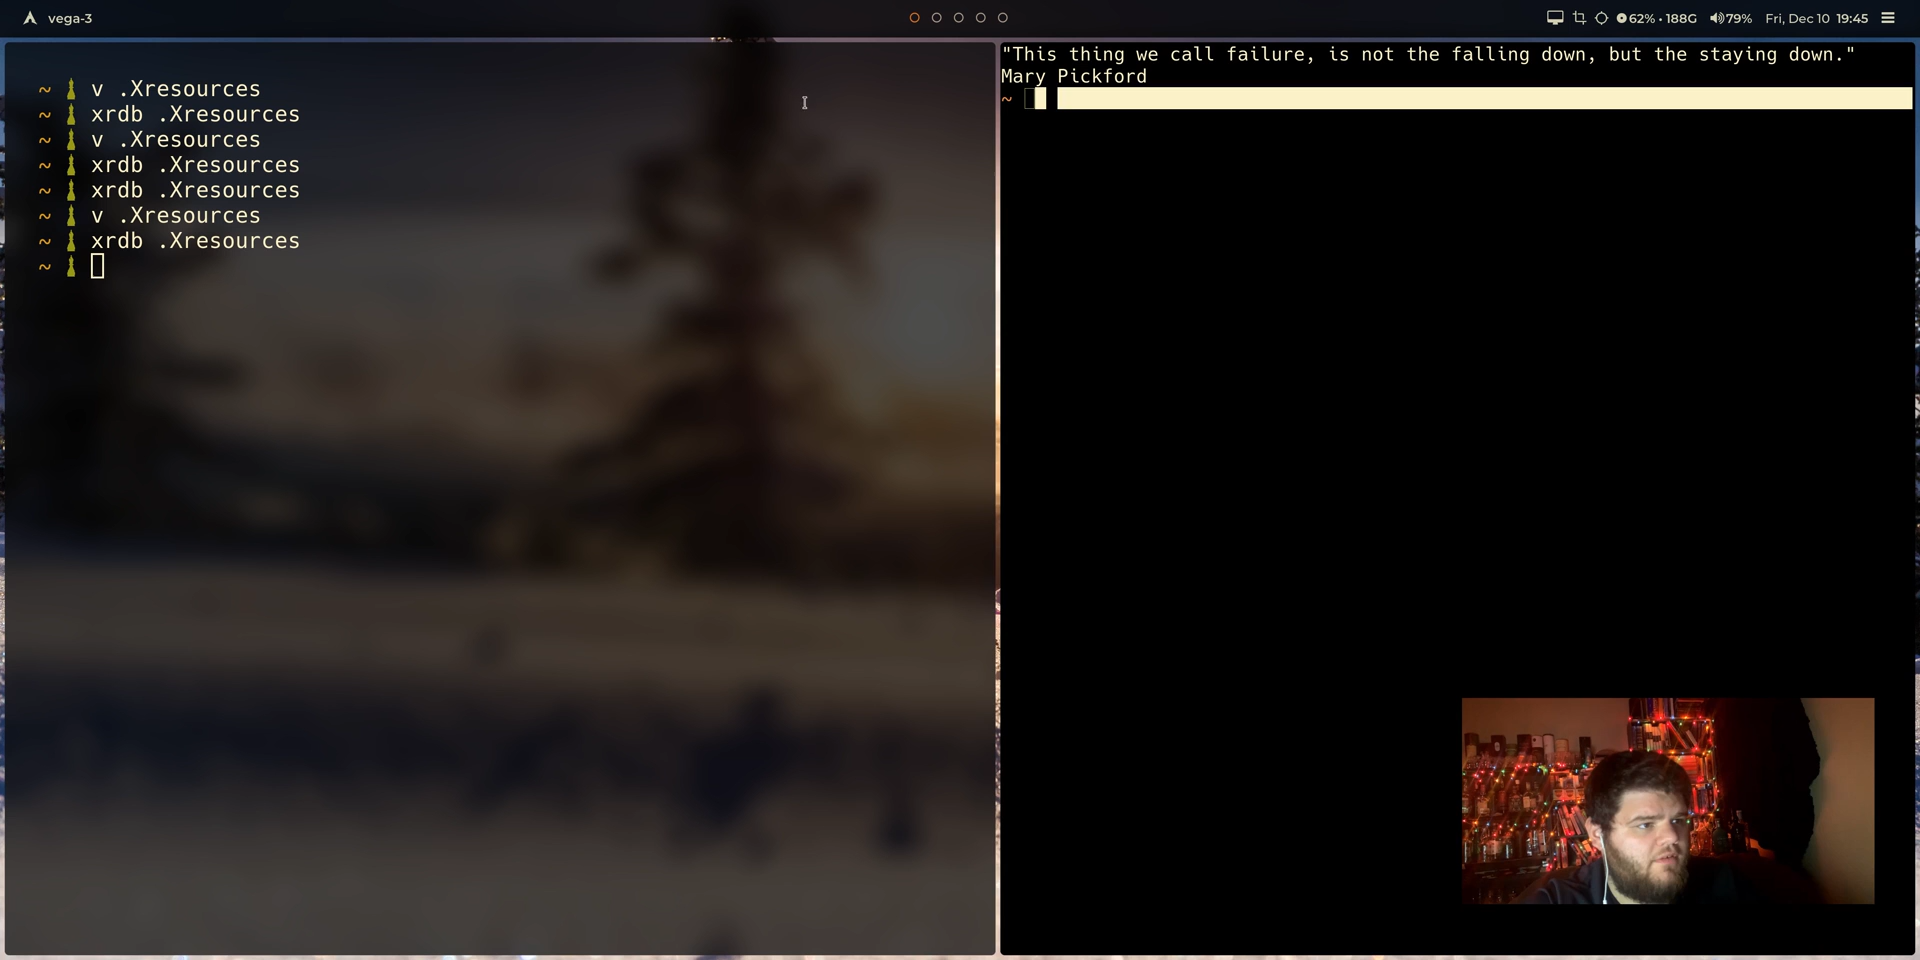 vega-3
62% • 188G 79% Fri, Dec 10 19:45
~ v .Xresources
~ xrdb .Xresources
~ v .Xresources
~ xrdb .Xresources
~ xrdb .Xresources
~ v .Xresources
~ xrdb .Xresources
~
"This thing we call failure, is not the falling down, but the staying down."
Mary Pickford
~